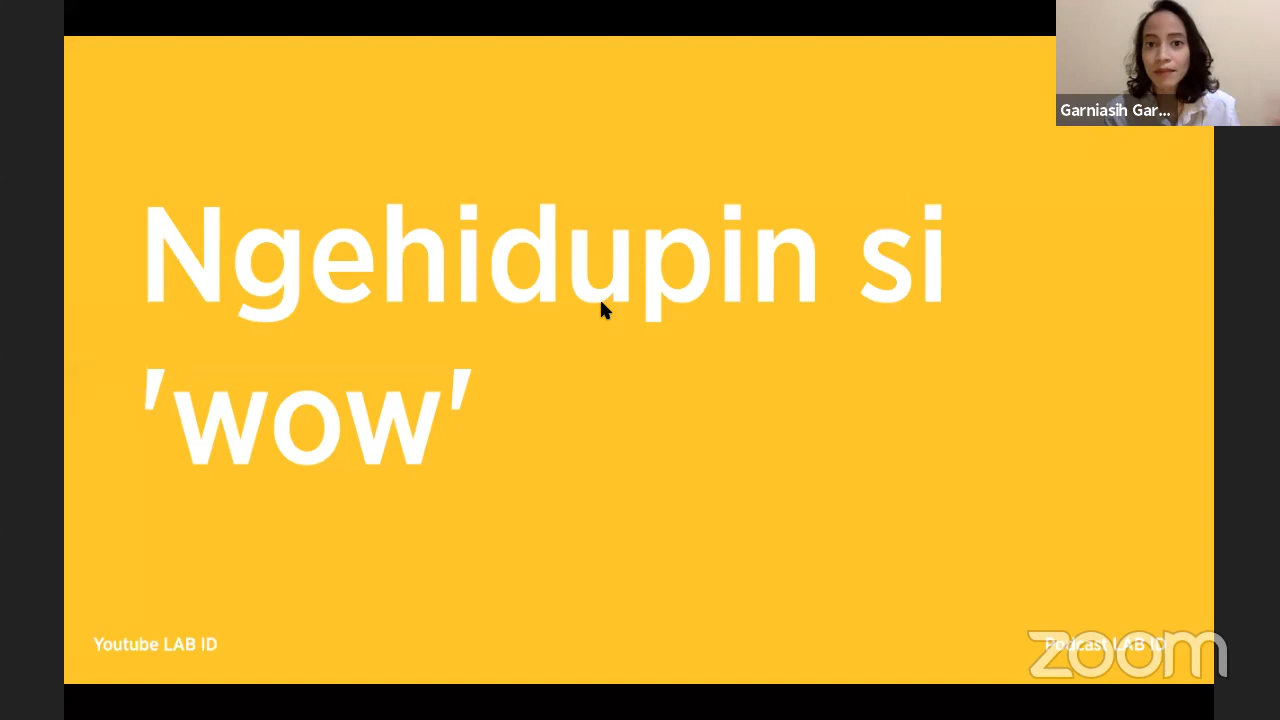 Garniasih Gar...
Ngehidupin si
'wow'
Youtube LAB ID
Podcast LAB ID
zoom